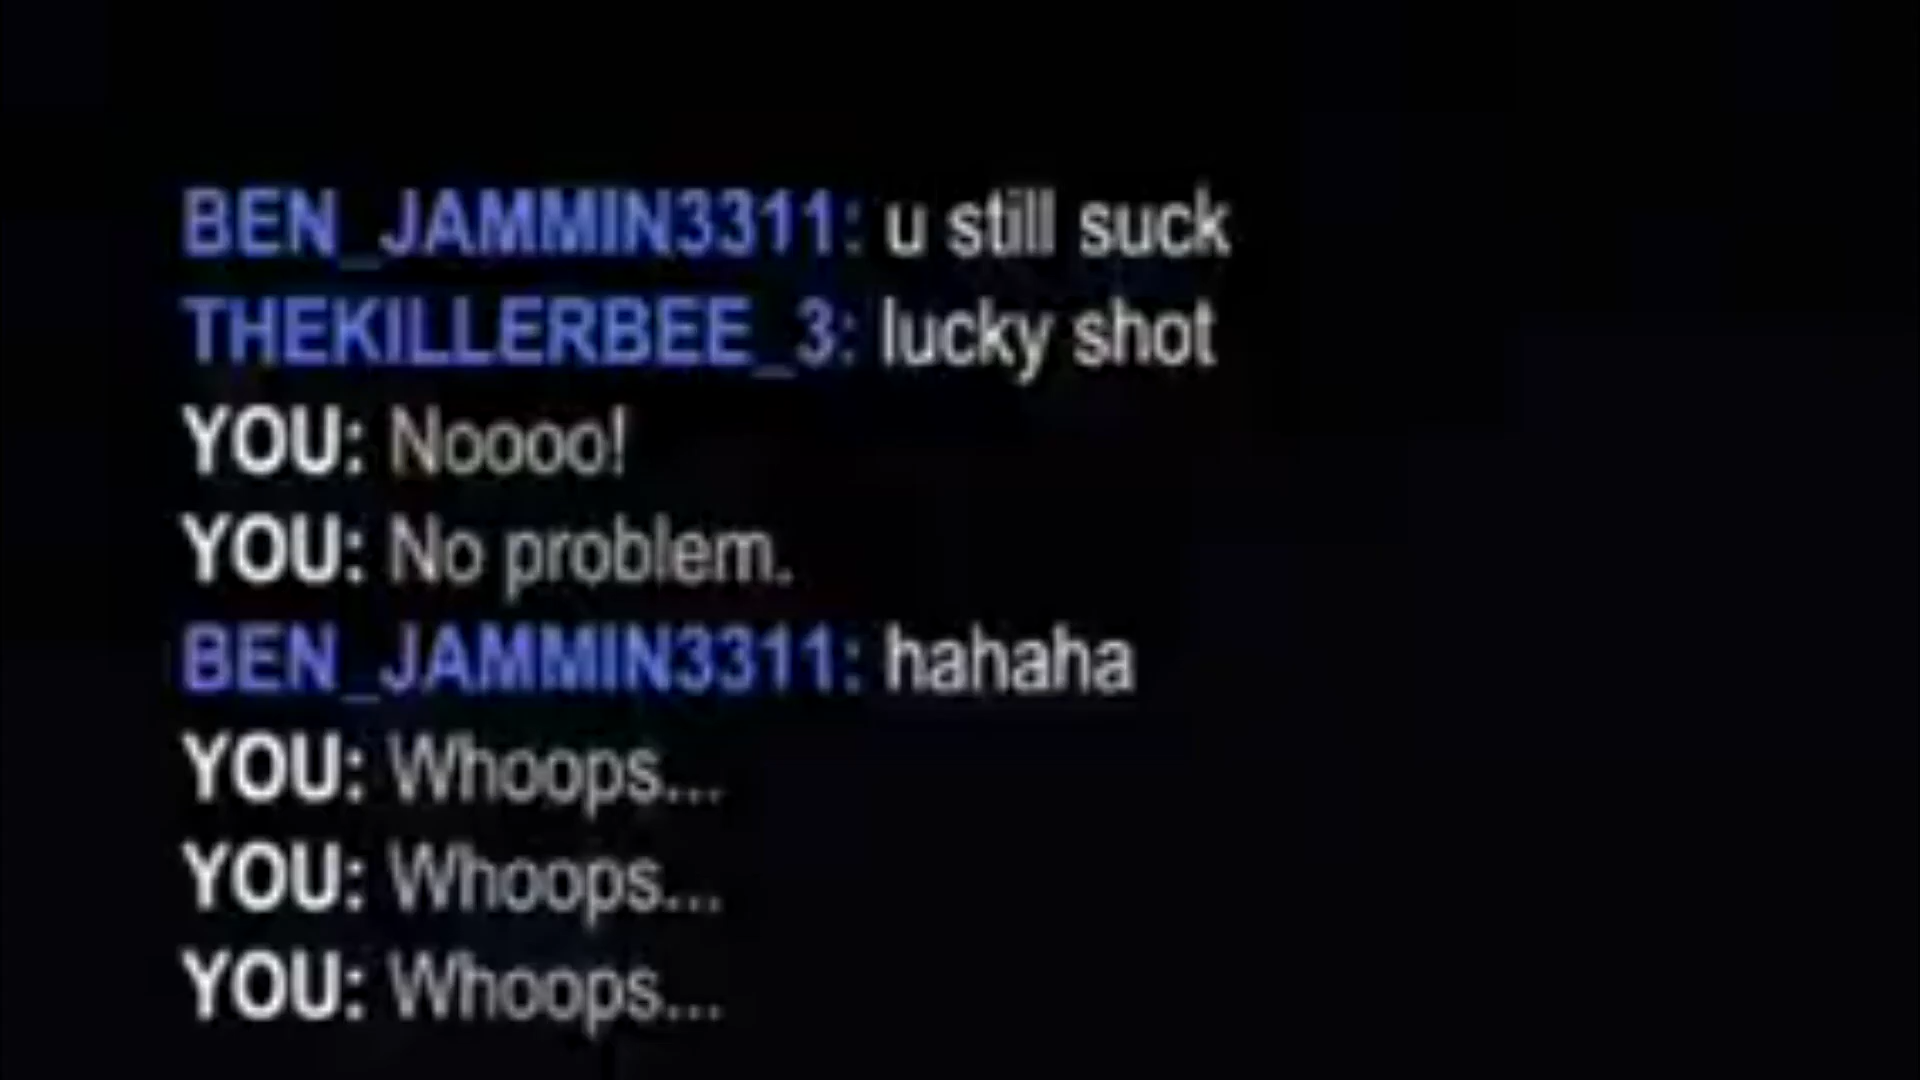 BEN_JAMMIN3311: u still suck
THEKILLERBEE_3: lucky shot
YOU: Noooo!
YOU: No problem.
BEN_JAMMIN3311: hahaha
YOU: Whoops...
YOU: Whoops...
YOU: Whoops...